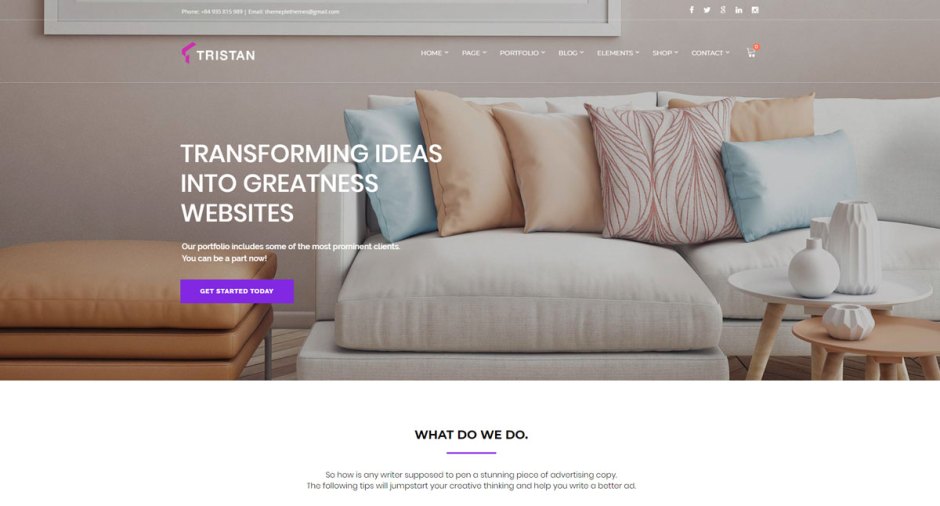 Phone: +84.995.815.989 | Email: themeplethemes@gmail.com
TRISTAN
HOME PAGE PORTFOLIO BLOG ELEMENTS SHOP CONTACT 0
TRANSFORMING IDEAS
INTO GREATNESS
WEBSITES
Our portfolio includes some of the most prominent clients.
You can be a part now!
GET STARTED TODAY
WHAT DO WE DO.
So how is any writer supposed to pen a stunning piece of advertising copy.
The following tips will jumpstart your creative thinking and help you write a better ad.